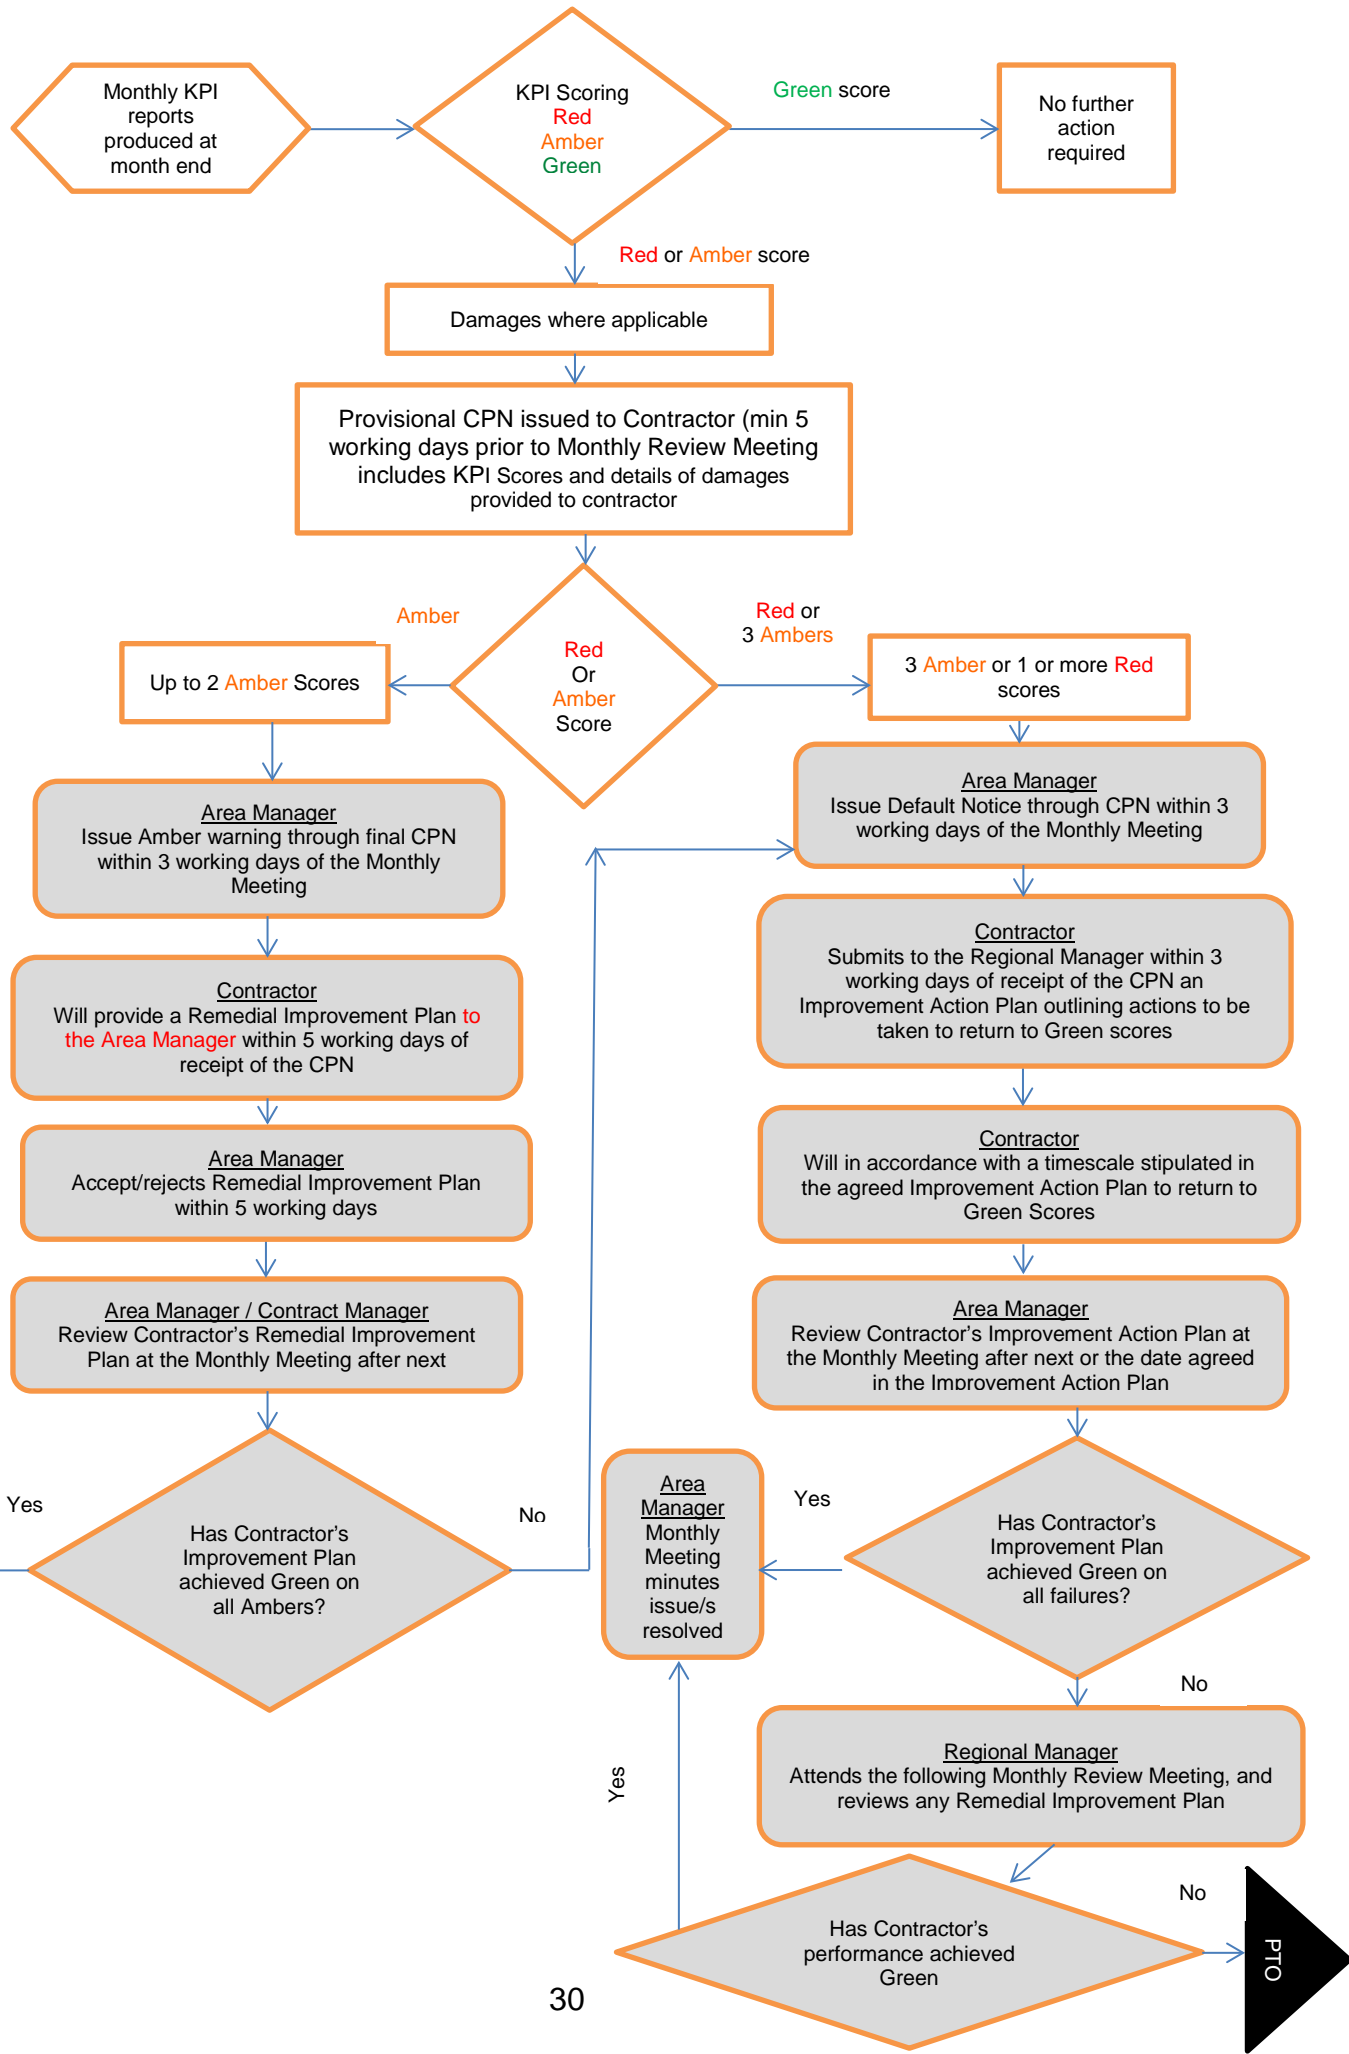 Monthly KPI
reports
produced at
month end
KPI Scoring
Red
Amber
Green
Green score
No further
action
required
Red or Amber score
Damages where applicable
Provisional CPN issued to Contractor (min 5
working days prior to Monthly Review Meeting
includes KPI Scores and details of damages
provided to contractor
Amber
Red or
3 Ambers
Red
Or
Amber
Score
Up to 2 Amber Scores
3 Amber or 1 or more Red
scores
Area Manager
Issue Amber warning through final CPN
within 3 working days of the Monthly
Meeting
Area Manager
Issue Default Notice through CPN within 3
working days of the Monthly Meeting
Contractor
Will provide a Remedial Improvement Plan to
the Area Manager within 5 working days of
receipt of the CPN
Contractor
Submits to the Regional Manager within 3
working days of receipt of the CPN an
Improvement Action Plan outlining actions to be
taken to return to Green scores
Area Manager
Accept/rejects Remedial Improvement Plan
within 5 working days
Contractor
Will in accordance with a timescale stipulated in
the agreed Improvement Action Plan to return to
Green Scores
Area Manager / Contract Manager
Review Contractor’s Remedial Improvement
Plan at the Monthly Meeting after next
Area Manager
Review Contractor’s Improvement Action Plan at
the Monthly Meeting after next or the date agreed
in the Improvement Action Plan
Yes
Has Contractor’s
Improvement Plan
achieved Green on
all Ambers?
No
Area
Manager
Monthly
Meeting
minutes
issue/s
resolved
Yes
Has Contractor’s
Improvement Plan
achieved Green on
all failures?
No
Regional Manager
Attends the following Monthly Review Meeting, and
reviews any Remedial Improvement Plan
Yes
Has Contractor’s
performance achieved
Green
No
PTO
30